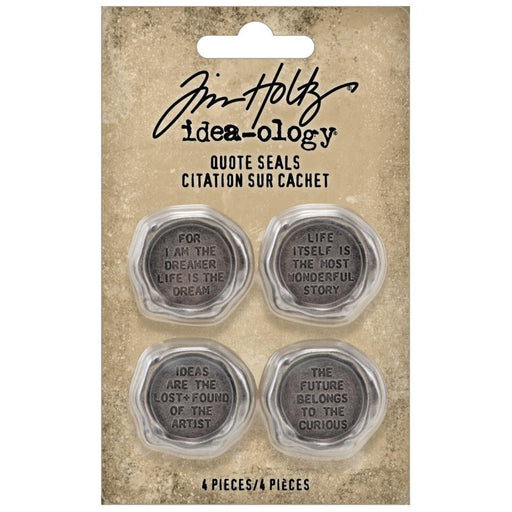 Tim Holtz
idea-ology
QUOTE SEALS
CITATION SUR CACHET
FOR
I AM THE
DREAMER
LIFE IS THE
DREAM
LIFE
ITSELF IS
THE MOST
WONDERFUL
STORY
IDEAS
ARE THE
LOST+FOUND
OF THE
ARTIST
THE
FUTURE
BELONGS
TO THE
CURIOUS
4 PIECES/4 PIÈCES